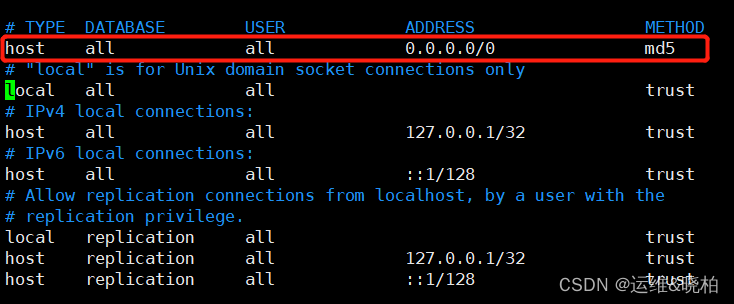 # TYPE  DATABASE        USER            ADDRESS                 METHOD
host    all             all             0.0.0.0/0               md5
# "local" is for Unix domain socket connections only
local   all             all                                     trust
# IPv4 local connections:
host    all             all             127.0.0.1/32            trust
# IPv6 local connections:
host    all             all             ::1/128                 trust
# Allow replication connections from localhost, by a user with the
# replication privilege.
local   replication     all                                     trust
host    replication     all             127.0.0.1/32            trust
host    replication     all             ::1/128                 trust
CSDN @运维&晓柏